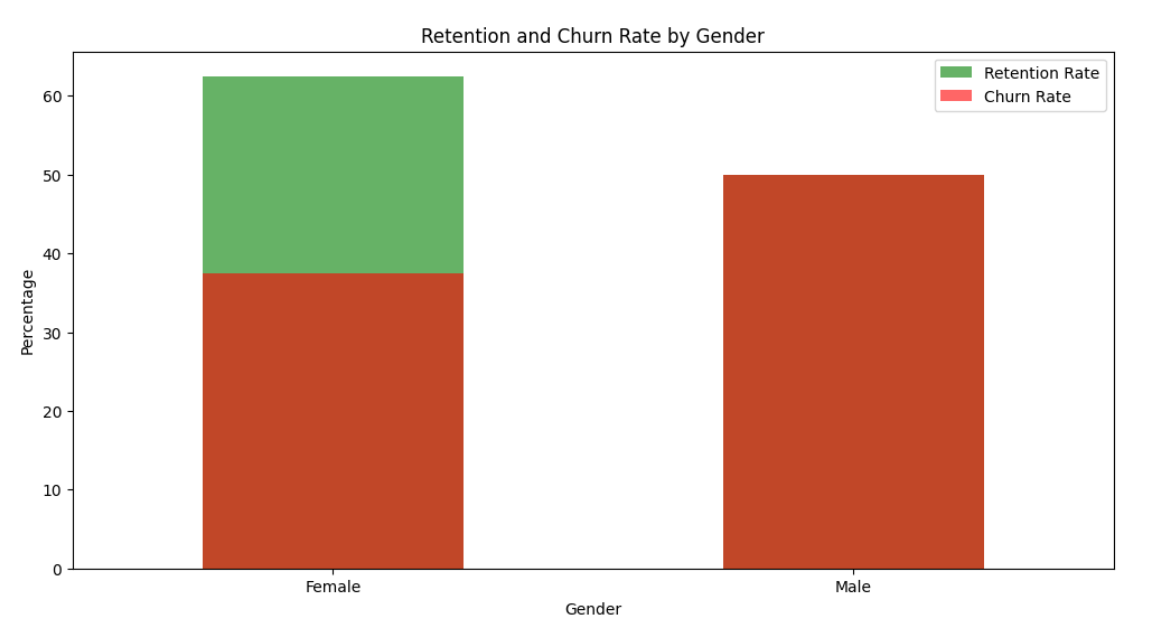 Retention and Churn Rate by Gender
Retention Rate
Churn Rate
60
50
40
30
20
10
0
Percentage
Female
Male
Gender